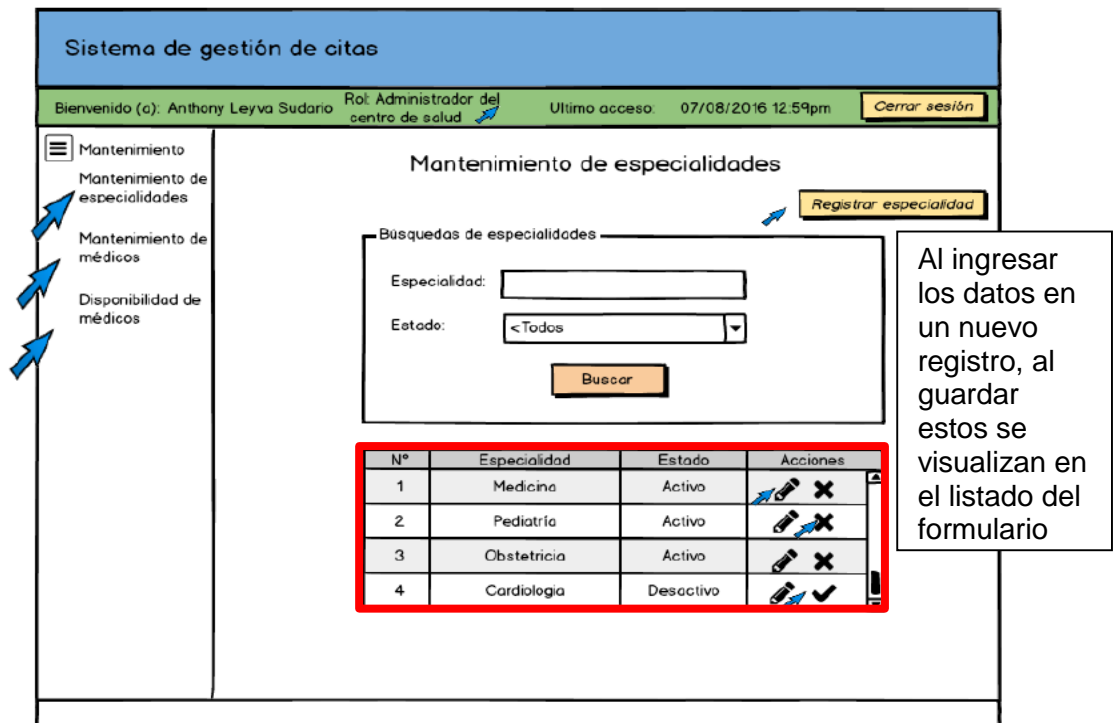 Sistema de gestión de citas
Bienvenido (a): Anthony Leyva Sudario
Rol: Administrador del
centro de salud
Ultimo acceso: 07/08/2016 12:59pm
Cerrar sesión
Mantenimiento
Mantenimiento de
especialidades
Mantenimiento de
médicos
Disponibilidad de
médicos
Mantenimiento de especialidades
Registrar especialidad
Búsquedas de especialidades
Especialidad:
Estado: <Todos
Buscar
N° Especialidad Estado Acciones
1 Medicina Activo
2 Pediatría Activo
3 Obstetricia Activo
4 Cardiologia Desactivo
Al ingresar
los datos en
un nuevo
registro, al
guardar
estos se
visualizan en
el listado del
formulario